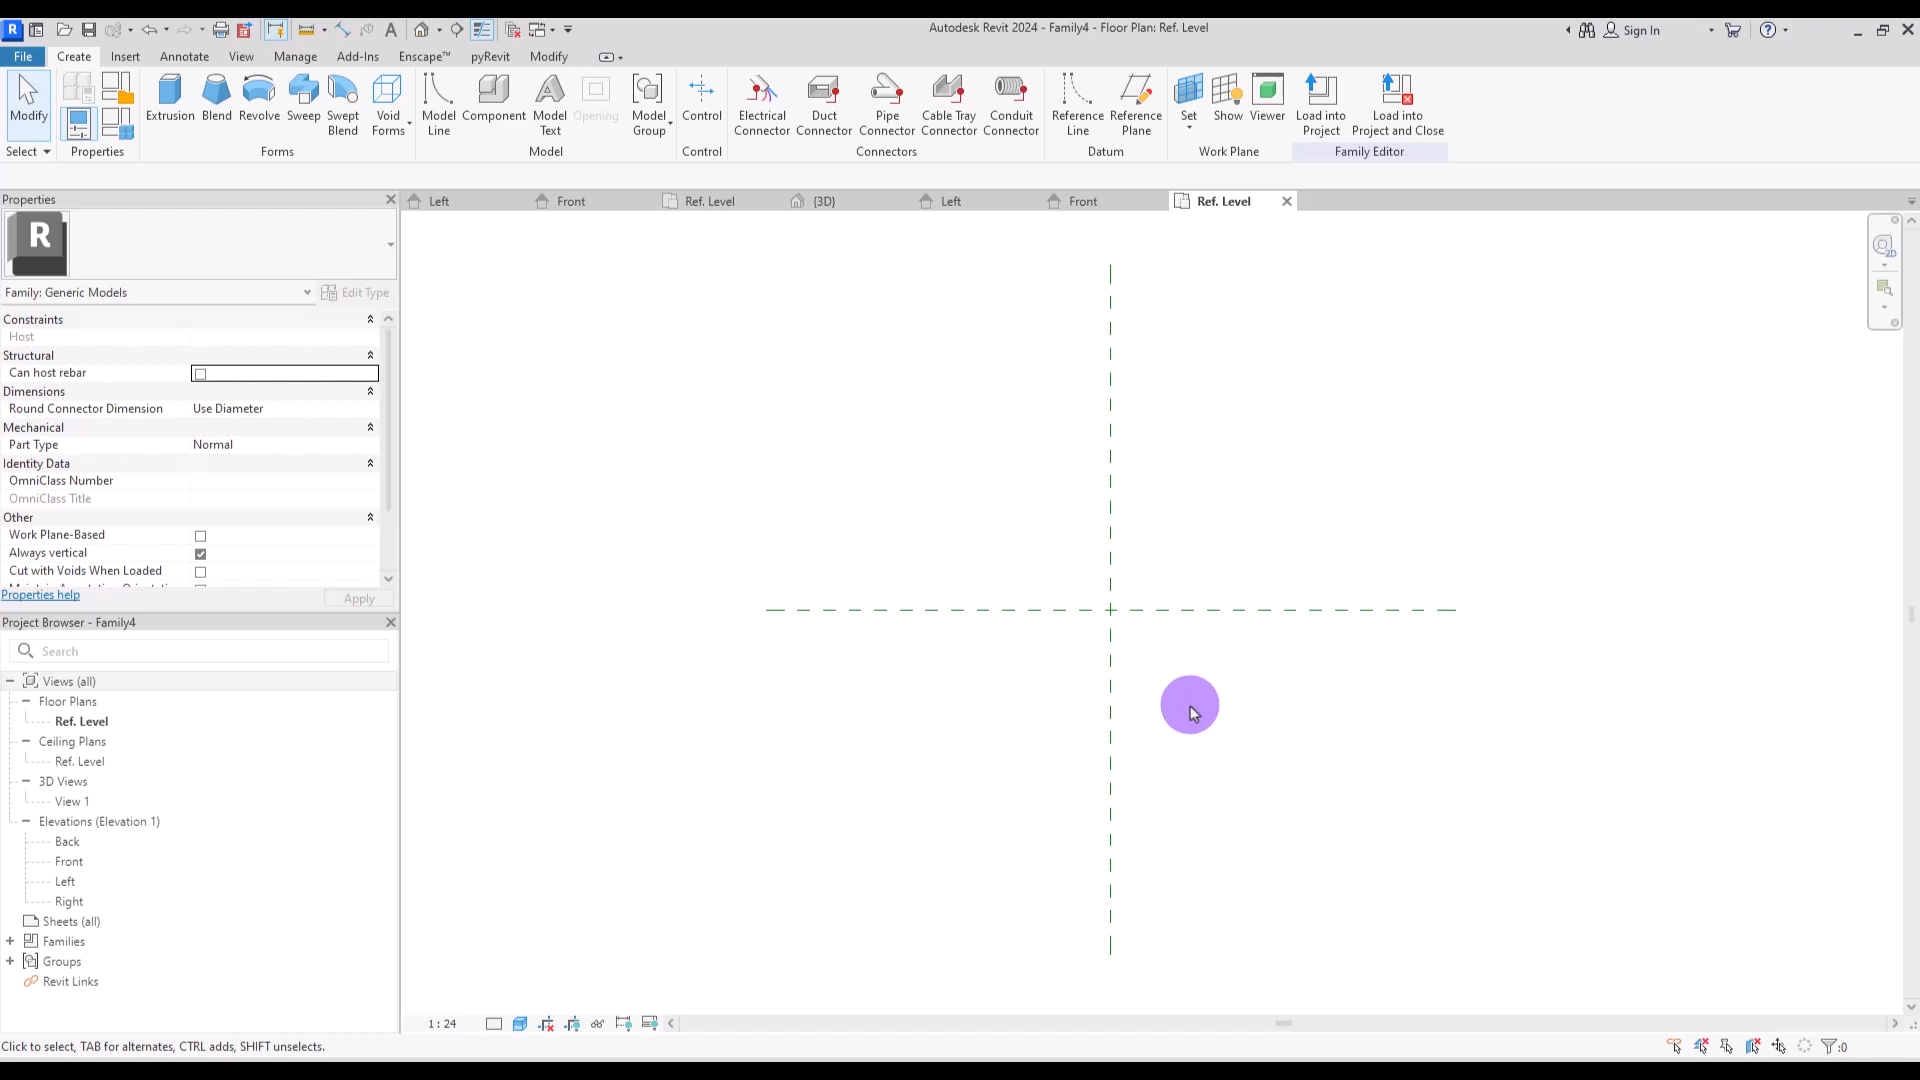 R
Autodesk Revit 2024 - Family4 - Floor Plan: Ref. Level
Sign In
File
Create
Insert
Annotate
View
Manage
Add-Ins
Enscape™
pyRevit
Modify
Modify
Extrusion
Blend
Revolve
Sweep
Swept
Blend
Void
Forms
Model
Line
Component
Model
Text
Opening
Model
Group
Control
Electrical
Connector
Duct
Connector
Pipe
Connector
Cable Tray
Connector
Conduit
Connector
Reference
Line
Reference
Plane
Set
Show
Viewer
Load into
Project
Load into
Project and Close
Select
Properties
Forms
Model
Control
Connectors
Datum
Work Plane
Family Editor
Properties
Left
Front
Ref. Level
{3D}
Left
Front
Ref. Level
R
Family: Generic Models
Edit Type
Constraints
Host
Structural
Can host rebar
Dimensions
Round Connector Dimension Use Diameter
Mechanical
Part Type Normal
Identity Data
OmniClass Number
OmniClass Title
Other
Work Plane-Based
Always vertical
Cut with Voids When Loaded
Properties help
Apply
Project Browser - Family4
Search
Views (all)
Floor Plans
Ref. Level
Ceiling Plans
Ref. Level
3D Views
View 1
Elevations (Elevation 1)
Back
Front
Left
Right
Sheets (all)
Families
Groups
Revit Links
2D
1 : 24
Click to select, TAB for alternates, CTRL adds, SHIFT unselects.
:0